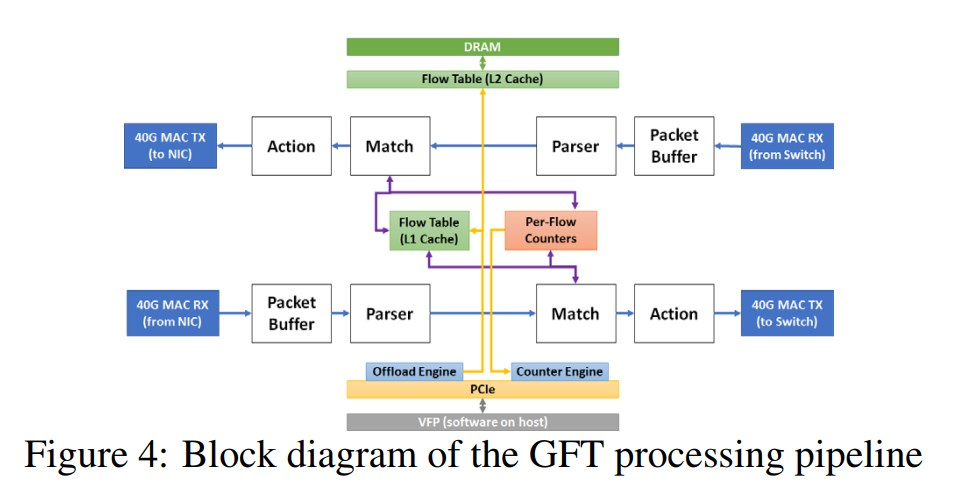 DRAM
Flow Table (L2 Cache)
40G MAC TX
(to NIC)
Action
Match
Parser
Packet
Buffer
40G MAC RX
(from Switch)
Flow Table
(L1 Cache)
Per-Flow
Counters
40G MAC RX
(from NIC)
Packet
Buffer
Parser
Match
Action
40G MAC TX
(to Switch)
Offload Engine
Counter Engine
PCIe
VFP (software on host)
Figure 4: Block diagram of the GFT processing pipeline